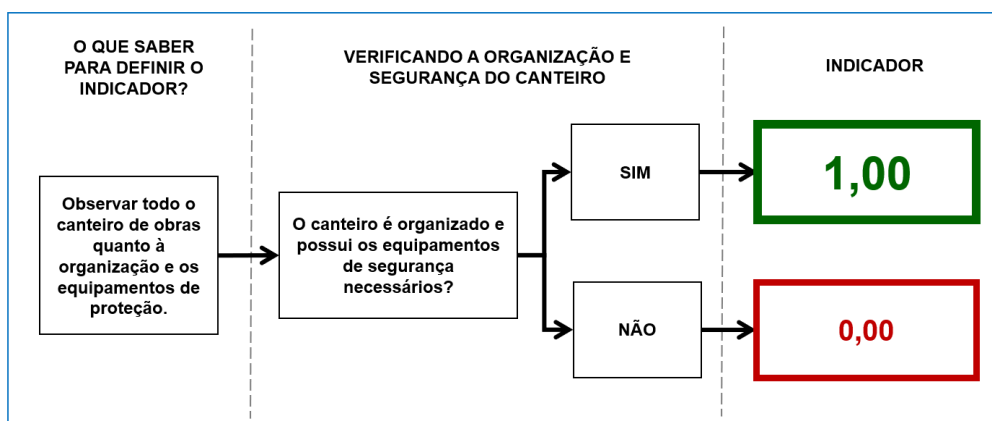 O QUE SABER
PARA DEFINIR O
INDICADOR?
VERIFICANDO A ORGANIZAÇÃO E
SEGURANÇA DO CANTEIRO
INDICADOR
Observar todo o
canteiro de obras
quanto à
organização e os
equipamentos de
proteção.
O canteiro é organizado e
possui os equipamentos
de segurança
necessários?
SIM
1,00
NÃO
0,00